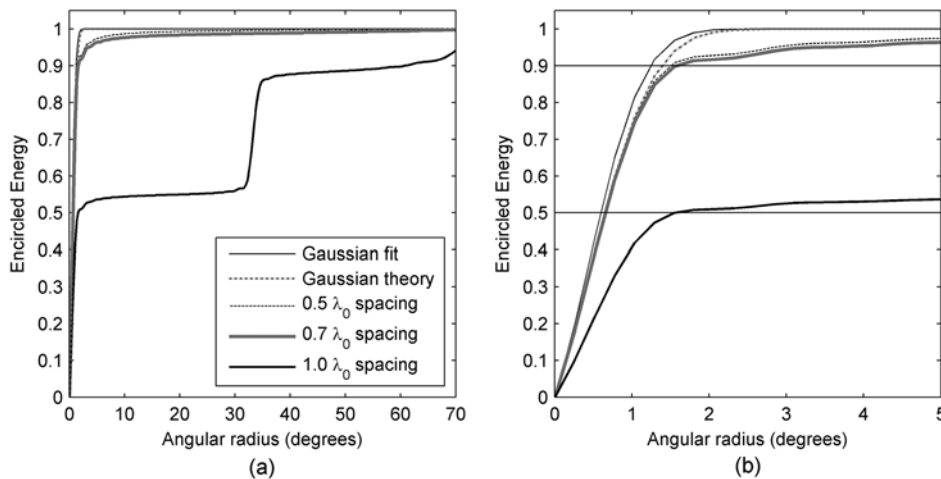 1
0.9
0.8
0.7
0.6
0.5
0.4
0.3
0.2
0.1
0
Encircled Energy
0 10 20 30 40 50 60 70
Angular radius (degrees)
(a)
Gaussian fit
Gaussian theory
0.5 λ0 spacing
0.7 λ0 spacing
1.0 λ0 spacing
1
0.9
0.8
0.7
0.6
0.5
0.4
0.3
0.2
0.1
0
Encircled Energy
0 1 2 3 4 5
Angular radius (degrees)
(b)